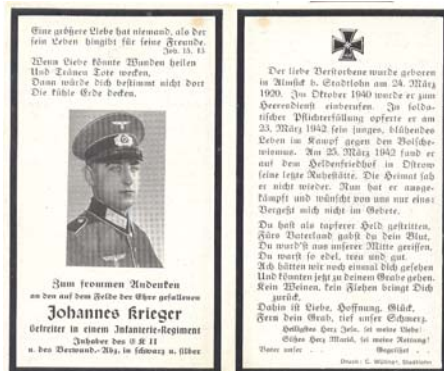 Eine größere Liebe hat niemand, als der
sein Leben hingibt für seine Freunde.
Joh. 15. 13
Wenn Liebe könnte Wunden heilen
Und Tränen Tote wecken,
Dann würde dich bestimmt nicht dort
Die kühle Erde decken.
Zum frommen Andenken
an den auf dem Felde der Ehre gefallenen
Johannes Krieger
Gefreiter in einem Infanterie-Regiment
Inhaber des EK II
u. des Verwund.-Abz. in schwarz u. silber
Der liebe Verstorbene wurde geboren
in Almsick b. Stadtlohn am 24. März
1920. Im Oktober 1940 wurde er zum
Heeresdienst einberufen. In solda-
tischer Pflichterfüllung opferte er am
23. März 1942 sein junges, blühendes
Leben im Kampf gegen den Bolsche-
wismus. Am 25. März 1942 fand er
auf dem Heldenfriedhof in Ostrow
seine letzte Ruhestätte. Die Heimat sah
er nicht wieder. Nun hat er ausge-
kämpft und wünscht von uns nur eins:
Vergeßt mich nicht im Gebete.
Du hast als tapferer Held gestritten,
Fürs Vaterland gabst du dein Blut,
Du wardst aus unserer Mitte gerissen,
Du warst so edel, treu und gut.
Ach hätten wir noch einmal dich gesehen
Und könnten jetzt zu deinem Grabe gehen.
Kein Weinen, kein Flehen bringt Dich
zurück.
Dahin ist Liebe, Hoffnung, Glück,
Fern dein Grab, tief unser Schmerz.
Heiligstes Herz Jesu, sei meine Liebe!
Süßes Herz Mariä, sei meine Rettung!
Vater unser ... Gegrüßet ...
Druck: Stadtlohn